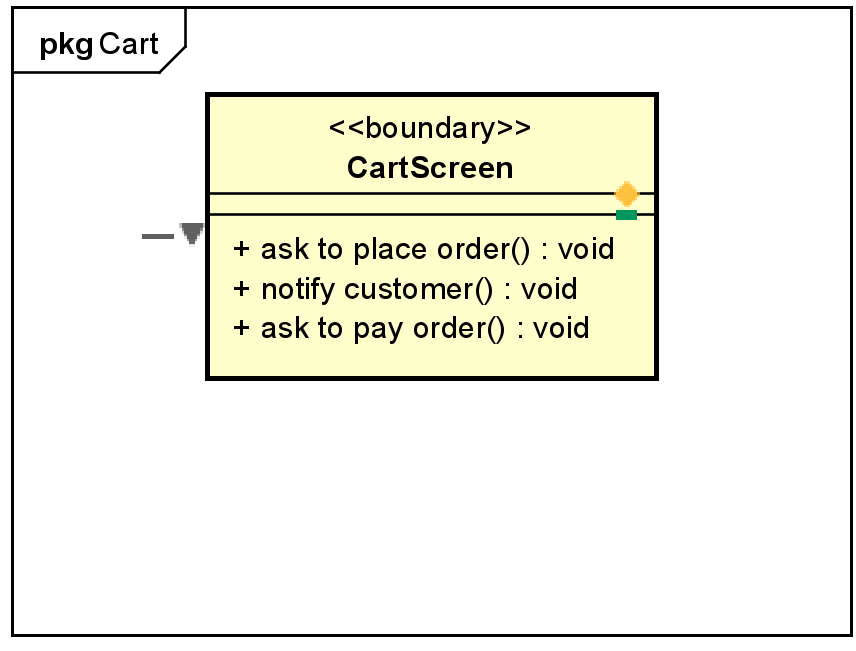 pkg Cart
<<boundary>>
CartScreen
+ ask to place order() : void
+ notify customer() : void
+ ask to pay order() : void